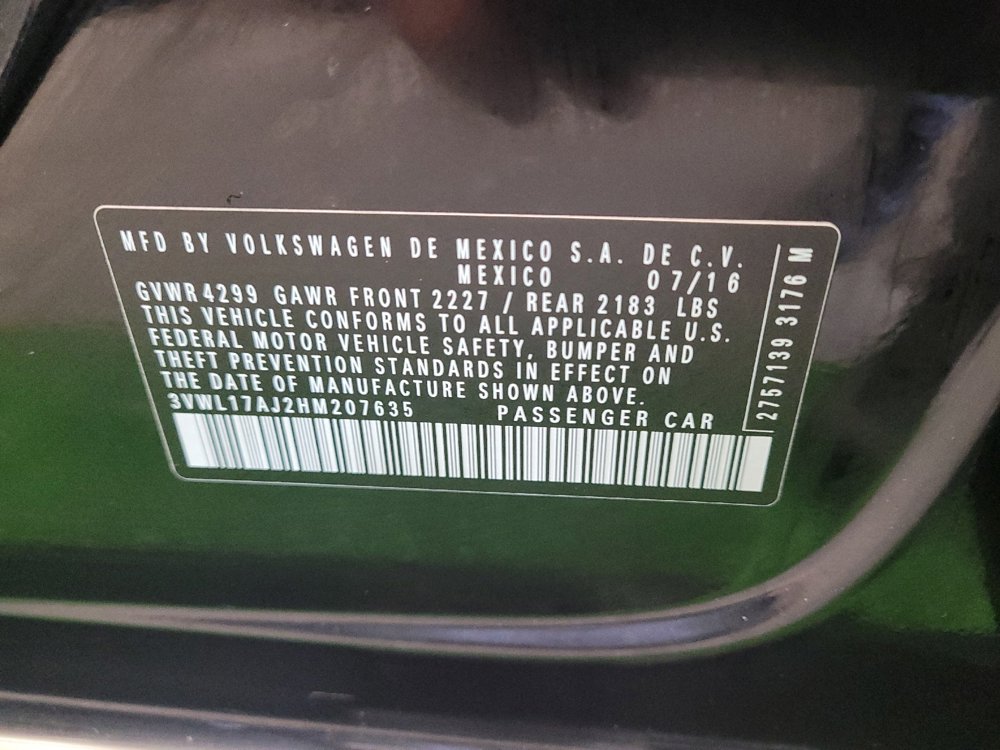 MFD BY VOLKSWAGEN DE MEXICO S.A. DE C.V.
MEXICO 07/16
GVWR 4299 GAWR FRONT 2227 / REAR 2183 LBS
THIS VEHICLE CONFORMS TO ALL APPLICABLE U.S.
FEDERAL MOTOR VEHICLE SAFETY, BUMPER AND
THEFT PREVENTION STANDARDS IN EFFECT ON
THE DATE OF MANUFACTURE SHOWN ABOVE.
3VWL17AJ2HM207635 PASSENGER CAR
2757139 3176 M